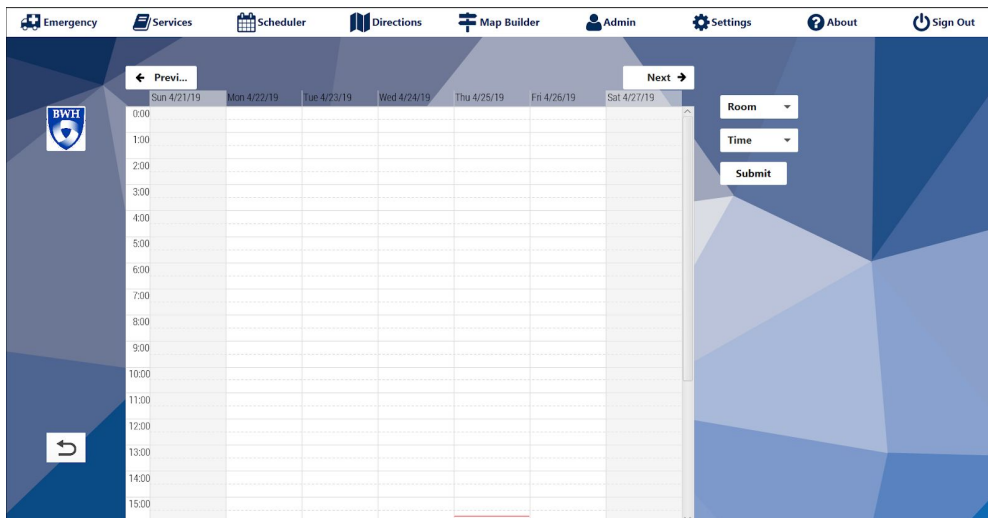 Emergency Services Scheduler Directions Map Builder Admin Settings About Sign Out
Previ... Next
Sun 4/21/19 Mon 4/22/19 Tue 4/23/19 Wed 4/24/19 Thu 4/25/19 Fri 4/26/19 Sat 4/27/19
BWH
Room
Time
Submit
0:00
1:00
2:00
3:00
4:00
5:00
6:00
7:00
8:00
9:00
10:00
11:00
12:00
13:00
14:00
15:00